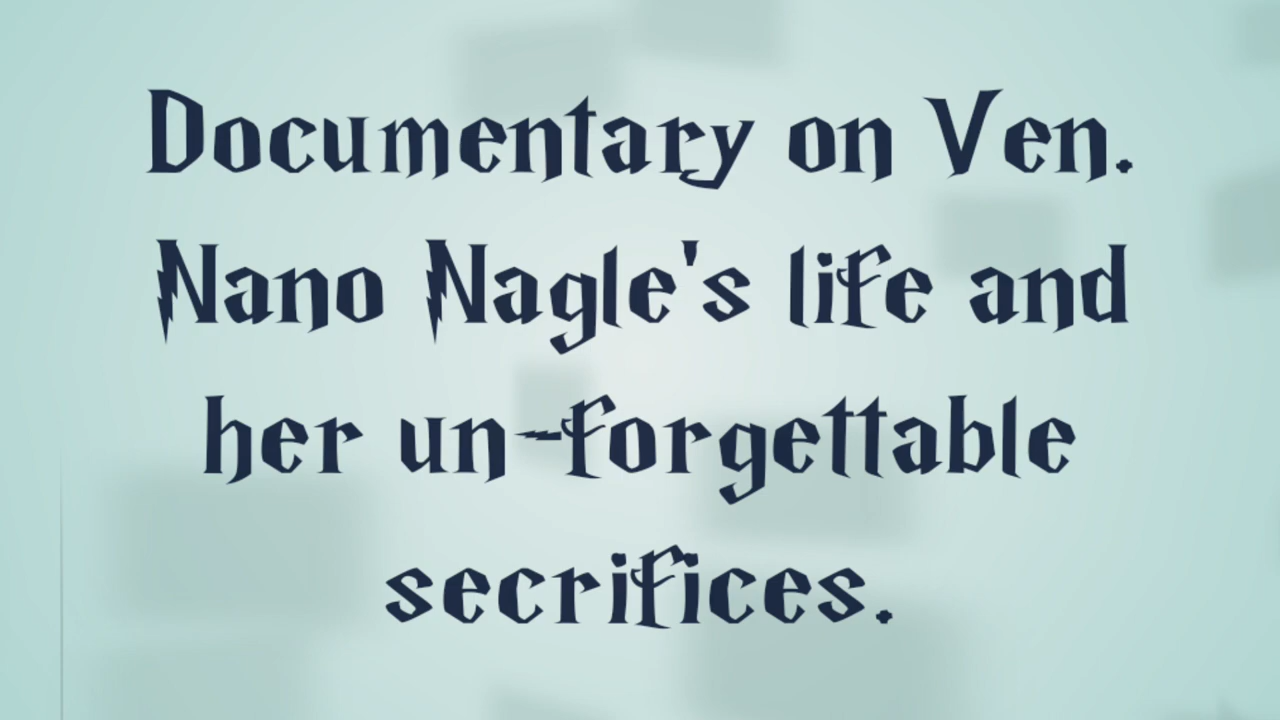 Documentary on Ven.
Nano Nagle's life and
her un-forgettable
secrifices.